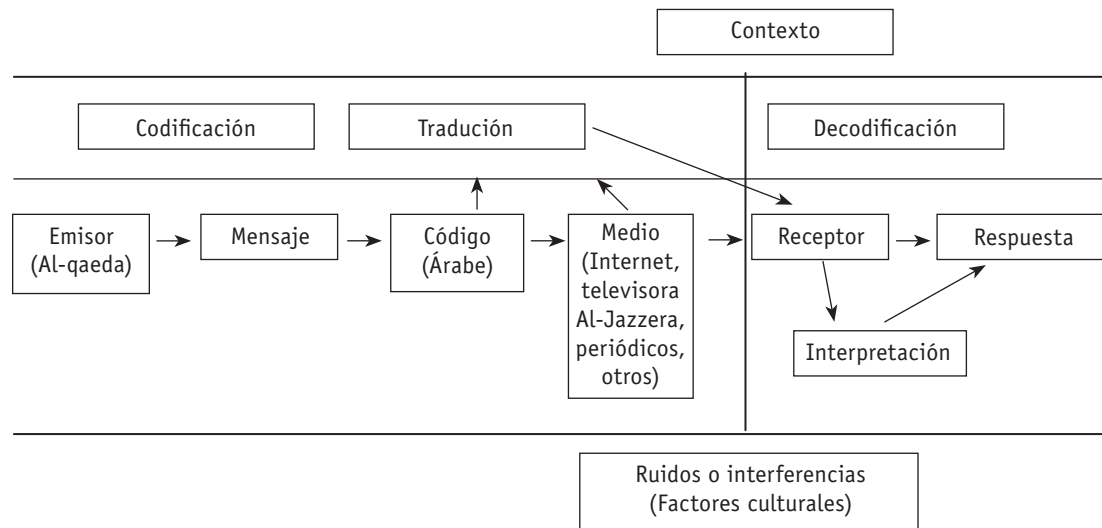 Contexto
Codificación
Tradución
Decodificación
Emisor
(Al-qaeda)
Mensaje
Código
(Árabe)
Medio
(Internet,
televisora
Al-Jazzera,
periódicos,
otros)
Receptor
Respuesta
Interpretación
Ruidos o interferencias
(Factores culturales)